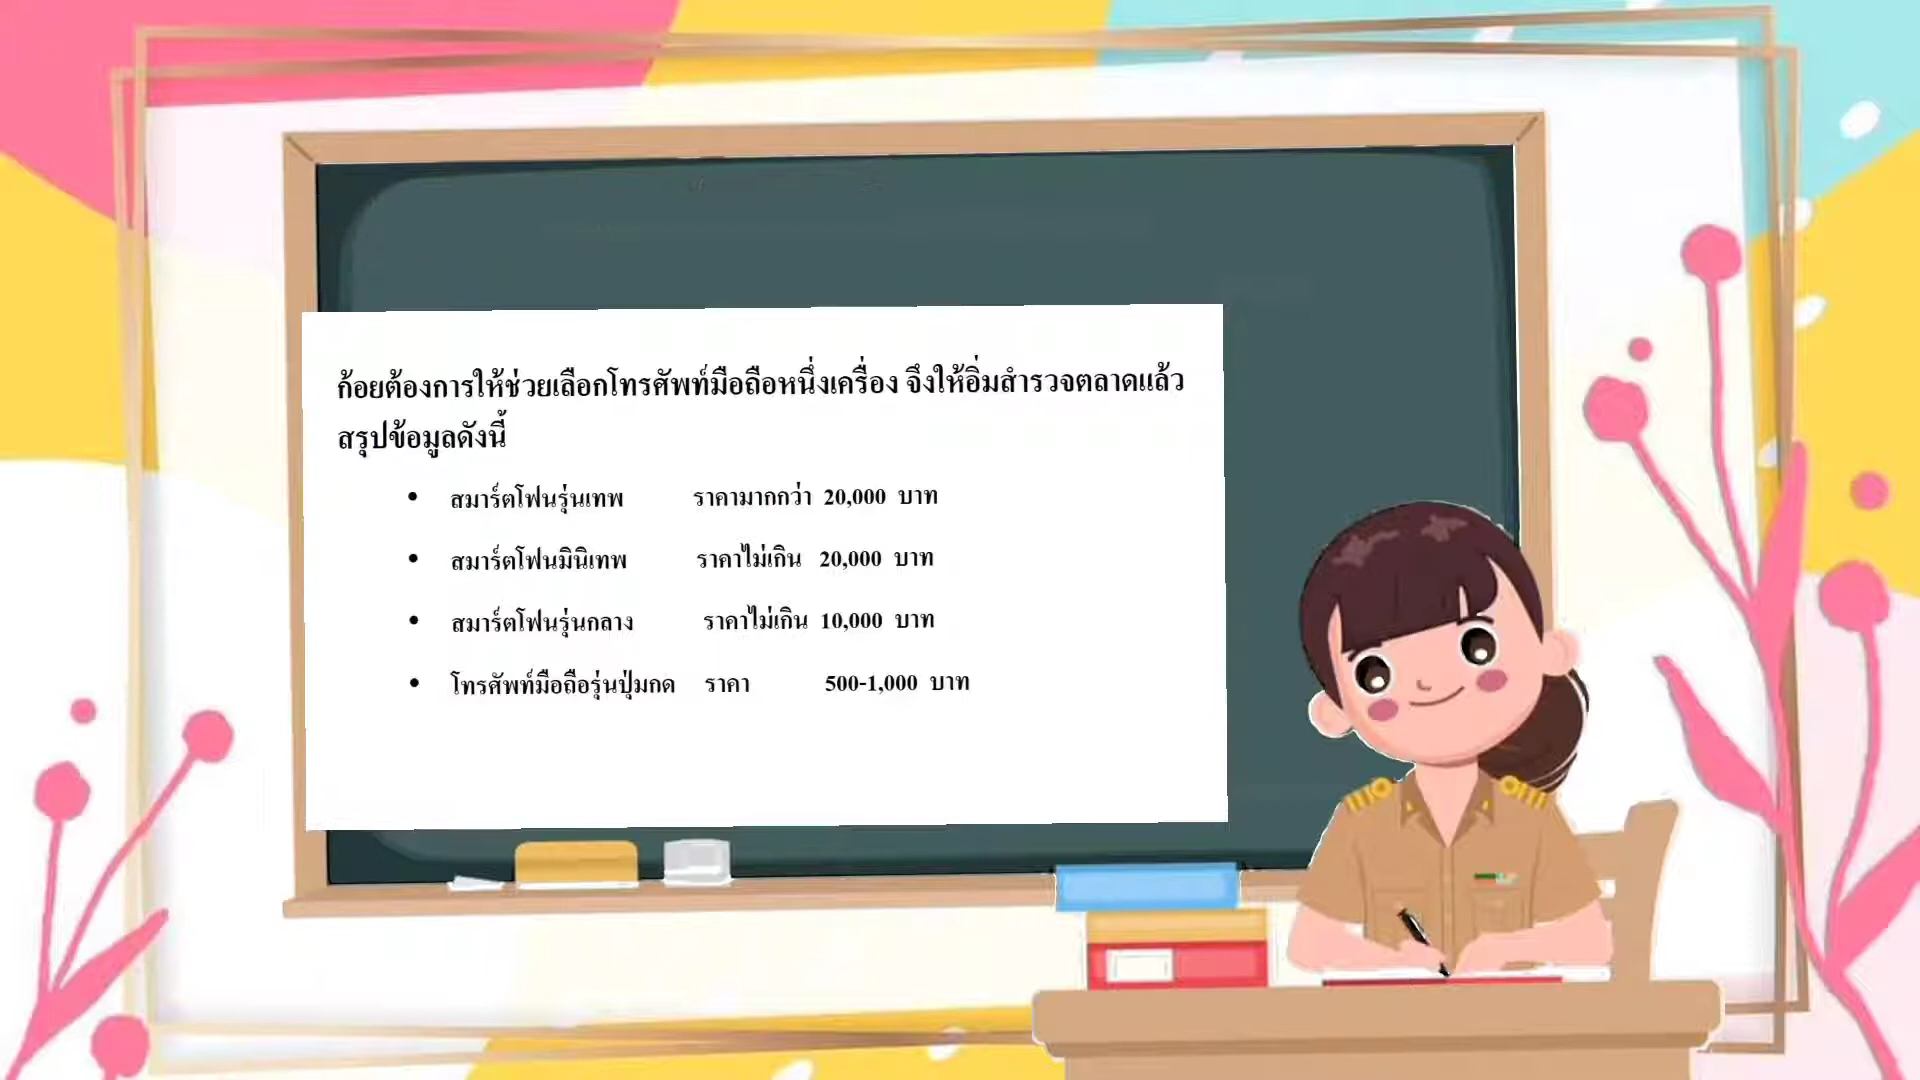 ก้อยต้องการให้ช่วยเลือกโทรศัพท์มือถือหนึ่งเครื่อง จึงให้อิ่มสำรวจตลาดแล้ว
สรุปข้อมูลดังนี้
• สมาร์ตโฟนรุ่นเทพ ราคามากกว่า 20,000 บาท
• สมาร์ตโฟนมินิเทพ ราคาไม่เกิน 20,000 บาท
• สมาร์ตโฟนรุ่นกลาง ราคาไม่เกิน 10,000 บาท
• โทรศัพท์มือถือรุ่นปุ่มกด ราคา 500-1,000 บาท